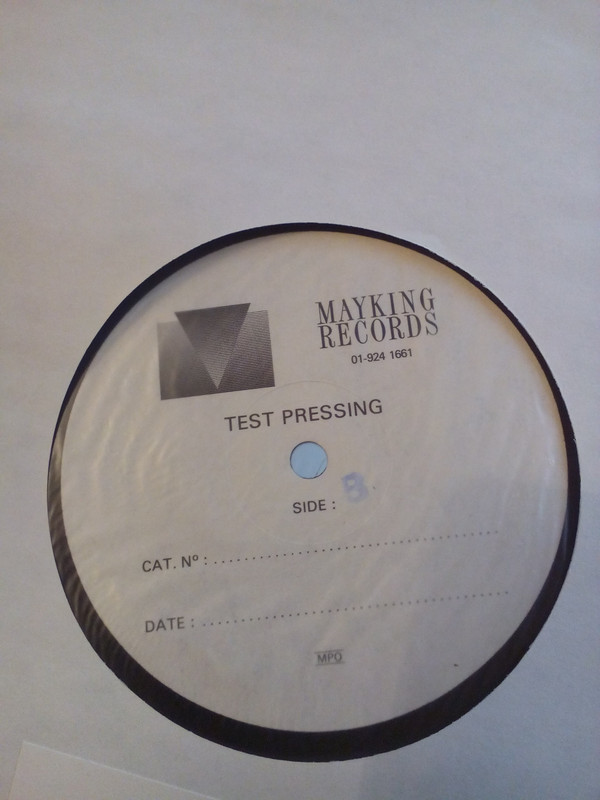 MAYKING
RECORDS
01-924 1661
TEST PRESSING
SIDE : B
CAT. Nº : ........................................
DATE : ...........................................
MPO